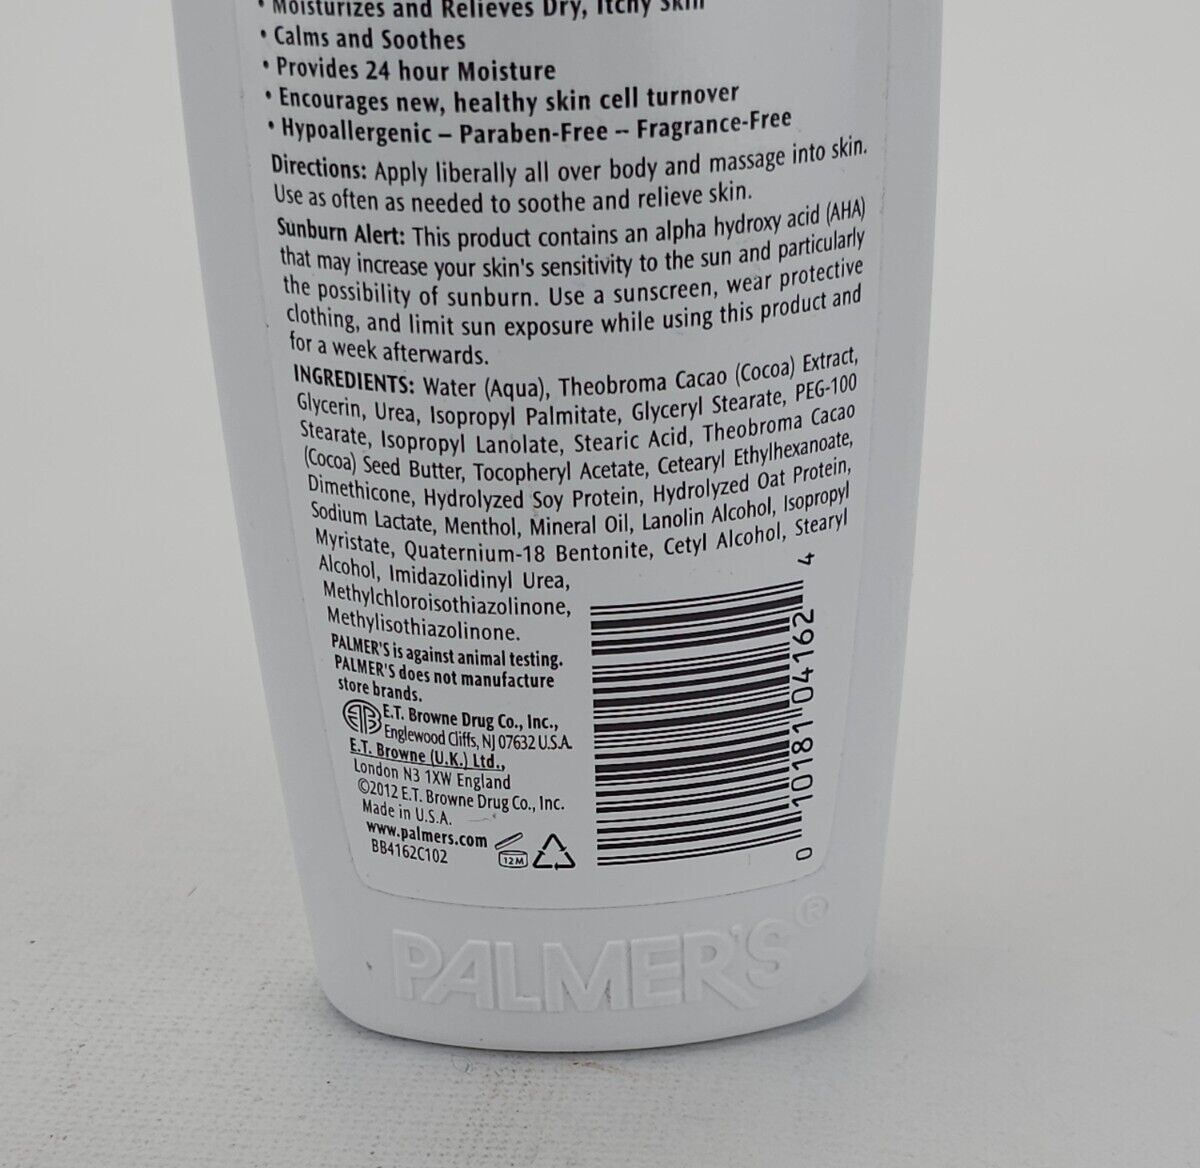 • Moisturizes and Relieves Dry, Itchy Skin
• Calms and Soothes
• Provides 24 hour Moisture
• Encourages new, healthy skin cell turnover
• Hypoallergenic – Paraben-Free -- Fragrance-Free
Directions: Apply liberally all over body and massage into skin.
Use as often as needed to soothe and relieve skin.
Sunburn Alert: This product contains an alpha hydroxy acid (AHA)
that may increase your skin's sensitivity to the sun and particularly
the possibility of sunburn. Use a sunscreen, wear protective
clothing, and limit sun exposure while using this product and
for a week afterwards.
INGREDIENTS: Water (Aqua), Theobroma Cacao (Cocoa) Extract,
Glycerin, Urea, Isopropyl Palmitate, Glyceryl Stearate, PEG-100
Stearate, Isopropyl Lanolate, Stearic Acid, Theobroma Cacao
(Cocoa) Seed Butter, Tocopheryl Acetate, Cetearyl Ethylhexanoate,
Dimethicone, Hydrolyzed Soy Protein, Hydrolyzed Oat Protein,
Sodium Lactate, Menthol, Mineral Oil, Lanolin Alcohol, Isopropyl
Myristate, Quaternium-18 Bentonite, Cetyl Alcohol, Stearyl
Alcohol, Imidazolidinyl Urea,
Methylchloroisothiazolinone,
Methylisothiazolinone.
PALMER'S is against animal testing.
PALMER'S does not manufacture
store brands.
ETB E.T. Browne Drug Co., Inc.,
Englewood Cliffs, NJ 07632 U.S.A.
E.T. Browne (U.K.) Ltd.,
London N3 1XW England
©2012 E.T. Browne Drug Co., Inc.
Made in U.S.A.
www.palmers.com
BB4162C102
12M
0 10181 04162 4
PALMER'S®